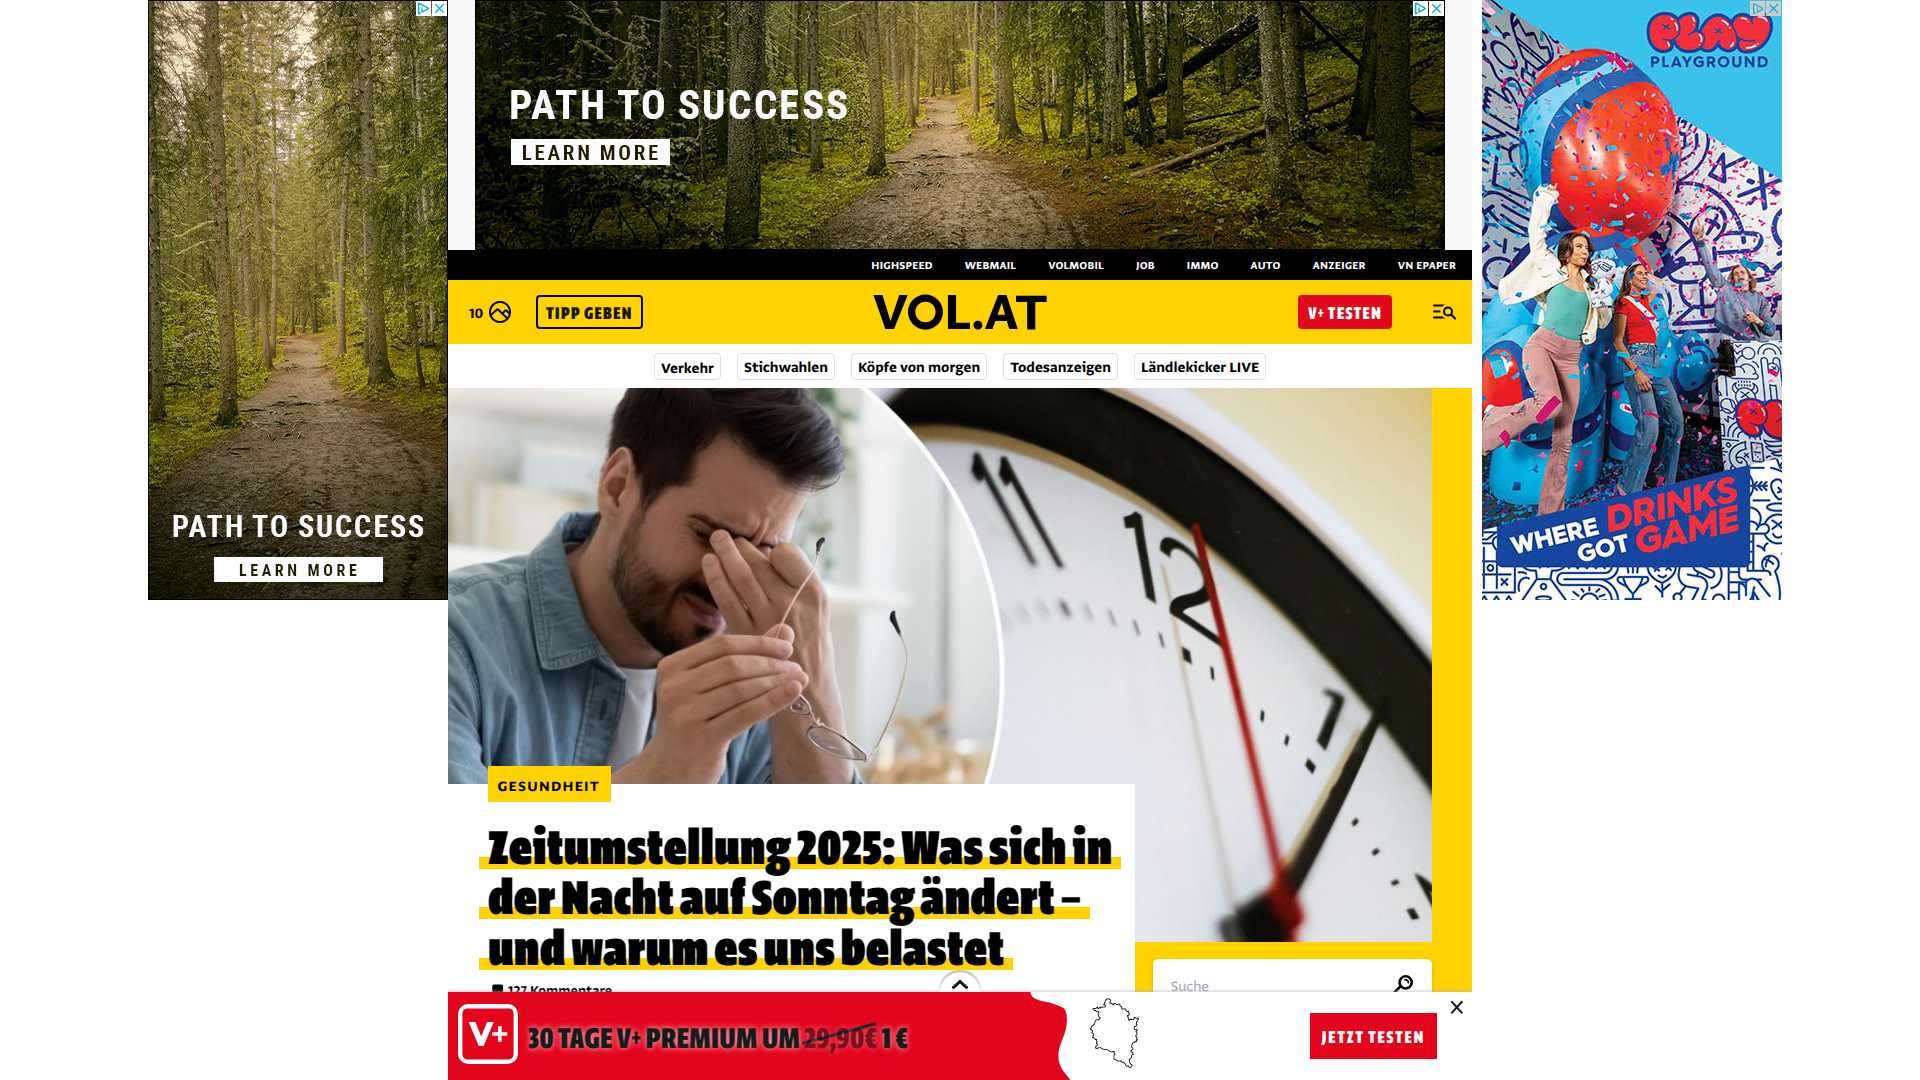 PATH TO SUCCESS
LEARN MORE
PATH TO SUCCESS
LEARN MORE
PLAY
PLAYGROUND
WHERE DRINKS
GOT GAME
HIGHSPEED WEBMAIL VOLMOBIL JOB IMMO AUTO ANZEIGER VN EPAPER
10 TIPP GEBEN VOL.AT V+ TESTEN
Verkehr Stichwahlen Köpfe von morgen Todesanzeigen Ländlekicker LIVE
11 12 1
GESUNDHEIT
Zeitumstellung 2025: Was sich in
der Nacht auf Sonntag ändert –
und warum es uns belastet
127 Kommentare
Suche
V+ 30 TAGE V+ PREMIUM UM 29,90€ 1 € JETZT TESTEN